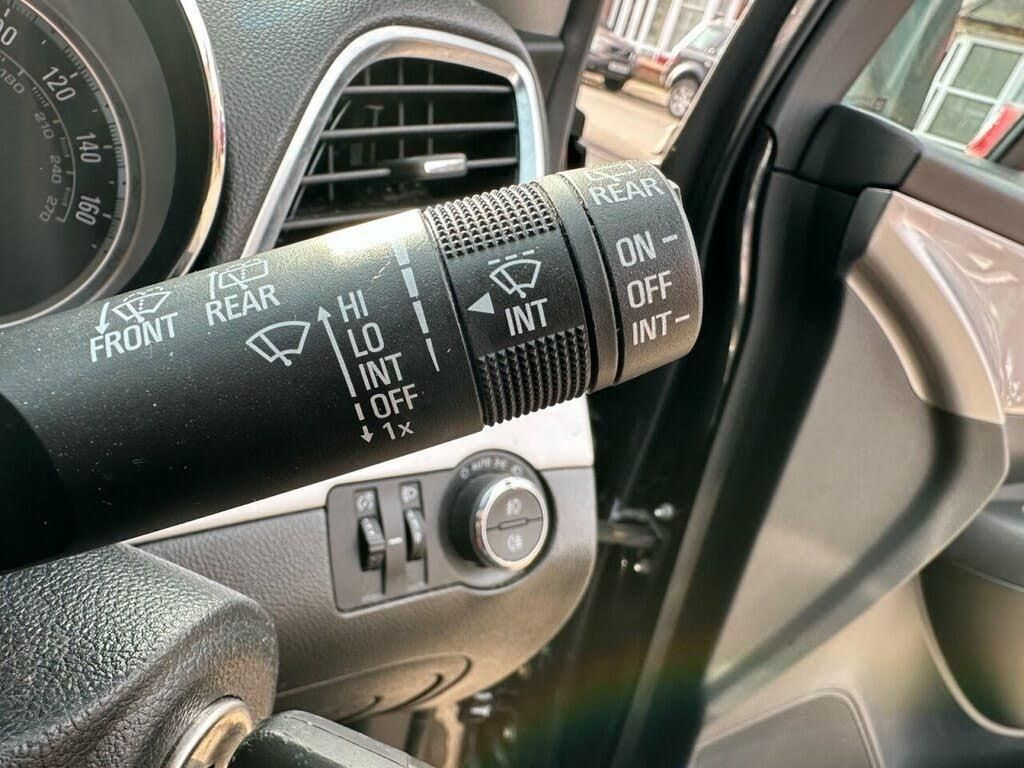 120
140
160
180
210
240
270
FRONT
REAR
HI
LO
INT
OFF
1x
INT
REAR
ON
OFF
INT
AUTO